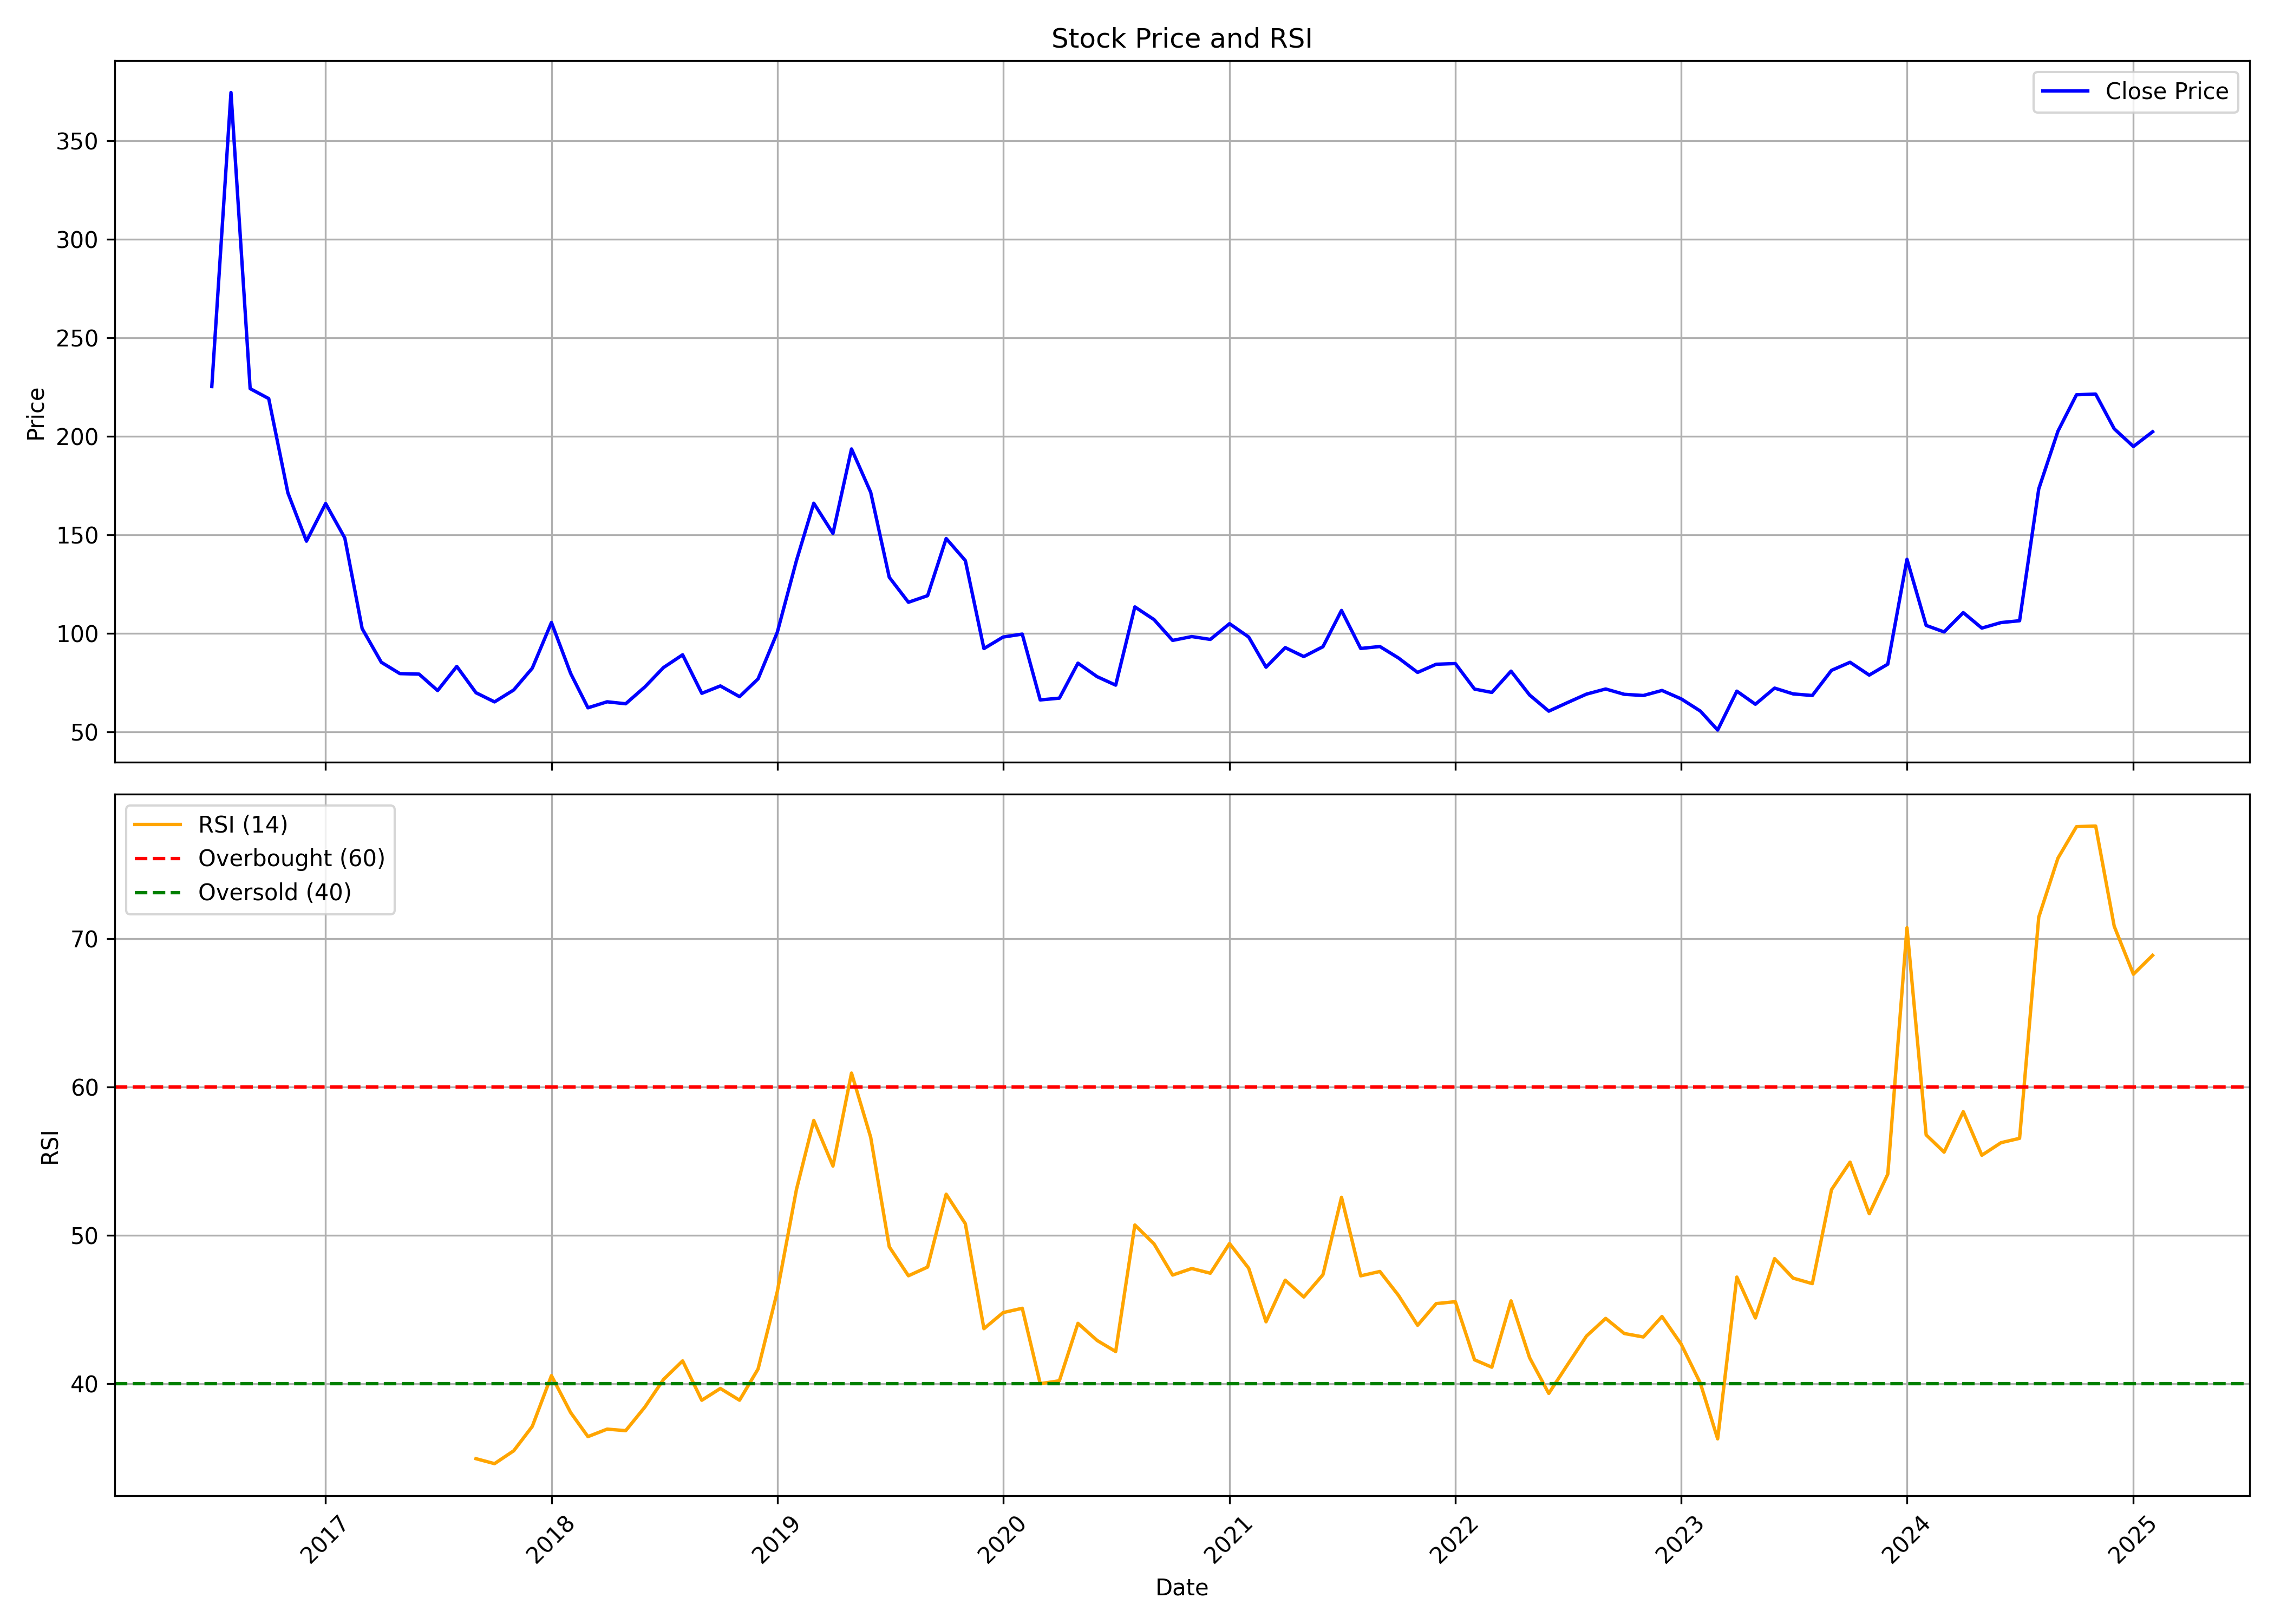 Stock Price and RSI
Close Price
Price
350
300
250
200
150
100
50
RSI (14)
Overbought (60)
Oversold (40)
RSI
70
60
50
40
2017
2018
2019
2020
2021
2022
2023
2024
2025
Date